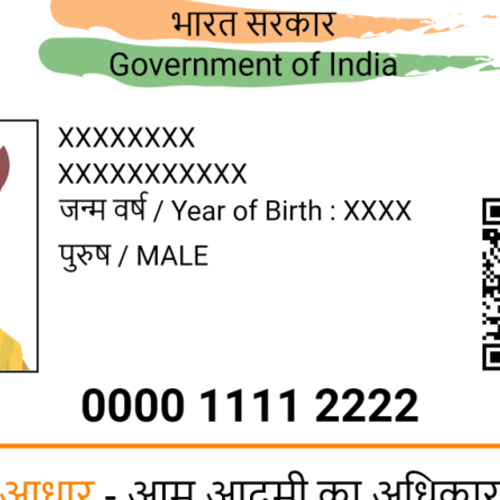 भारत सरकार
Government of India
XXXXXXXX
XXXXXXXXXXX
जन्म वर्ष / Year of Birth : XXXX
पुरुष / MALE
0000 1111 2222
आधार - आम आदमी का अधिकार